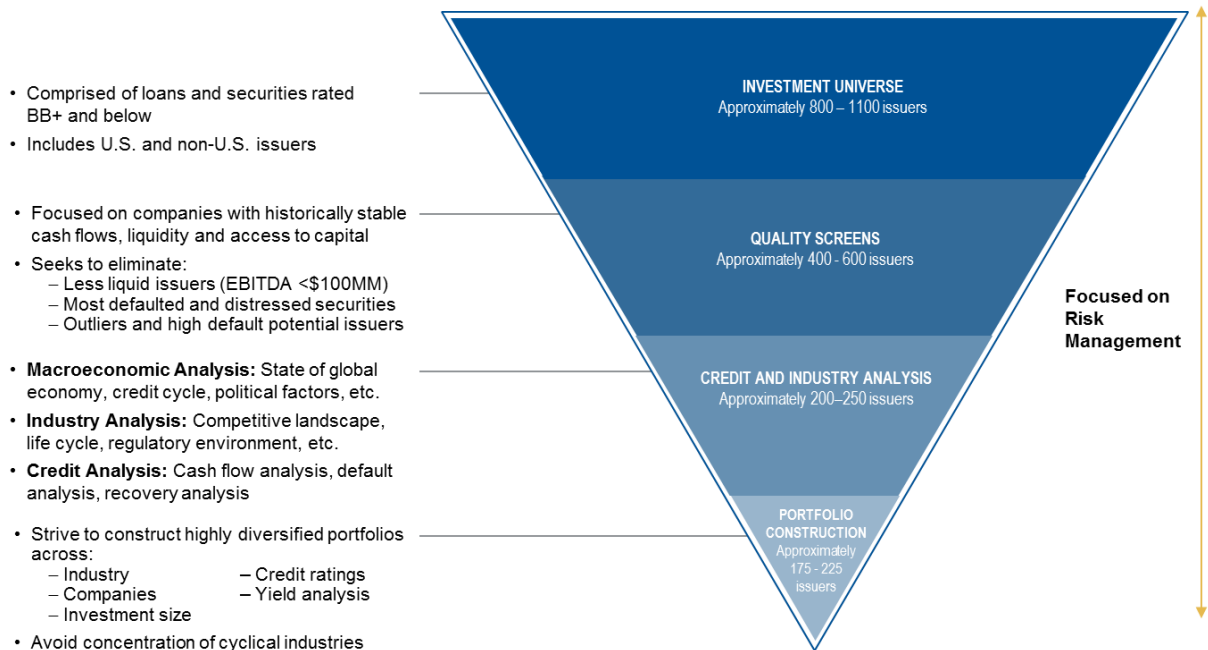 • Comprised of loans and securities rated
BB+ and below
• Includes U.S. and non-U.S. issuers
INVESTMENT UNIVERSE
Approximately 800 – 1100 issuers
• Focused on companies with historically stable
cash flows, liquidity and access to capital
• Seeks to eliminate:
– Less liquid issuers (EBITDA <$100MM)
– Most defaulted and distressed securities
– Outliers and high default potential issuers
QUALITY SCREENS
Approximately 400 - 600 issuers
• Macroeconomic Analysis: State of global
economy, credit cycle, political factors, etc.
• Industry Analysis: Competitive landscape,
life cycle, regulatory environment, etc.
• Credit Analysis: Cash flow analysis, default
analysis, recovery analysis
CREDIT AND INDUSTRY ANALYSIS
Approximately 200–250 issuers
• Strive to construct highly diversified portfolios
across:
– Industry – Credit ratings
– Companies – Yield analysis
– Investment size
• Avoid concentration of cyclical industries
PORTFOLIO
CONSTRUCTION
Approximately
175 - 225
issuers
Focused on
Risk
Management